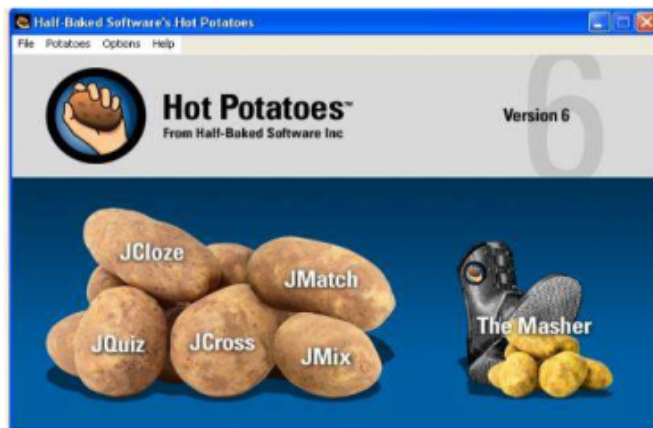 Half-Baked Software's Hot Potatoes
File Potatoes Options Help
Hot Potatoes™
From Half-Baked Software Inc
Version 6
6
JCloze
JMatch
JQuiz
JCross
JMix
The Masher